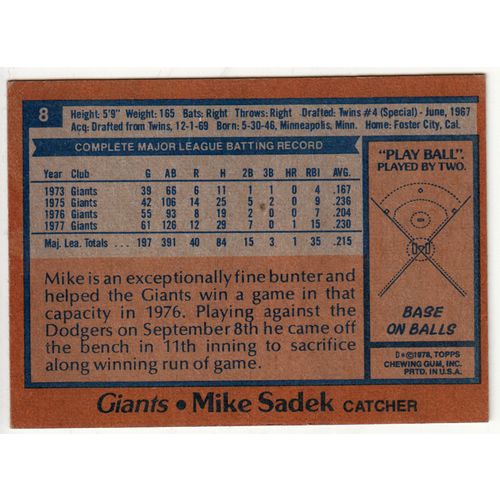 8
Height: 5'9" Weight: 165 Bats: Right Throws: Right Drafted: Twins #4 (Special) - June, 1967
Acq: Drafted from Twins, 12-1-69 Born: 5-30-46, Minneapolis, Minn. Home: Foster City, Cal.
COMPLETE MAJOR LEAGUE BATTING RECORD
Year Club G AB R H 2B 3B HR RBI AVG.
1973 Giants 39 66 6 11 1 1 0 4 .167
1975 Giants 42 106 14 25 5 2 0 9 .236
1976 Giants 55 93 8 19 2 0 0 7 .204
1977 Giants 61 126 12 29 7 0 1 15 .230
Maj. Lea. Totals ... 197 391 40 84 15 3 1 35 .215
Mike is an exceptionally fine bunter and
helped the Giants win a game in that
capacity in 1976. Playing against the
Dodgers on September 8th he came off
the bench in 11th inning to sacrifice
along winning run of game.
"PLAY BALL".
PLAYED BY TWO.
BASE
ON BALLS
D*©1978, TOPPS
CHEWING GUM, INC.
PRTD. IN U.S.A.
Giants • Mike Sadek CATCHER